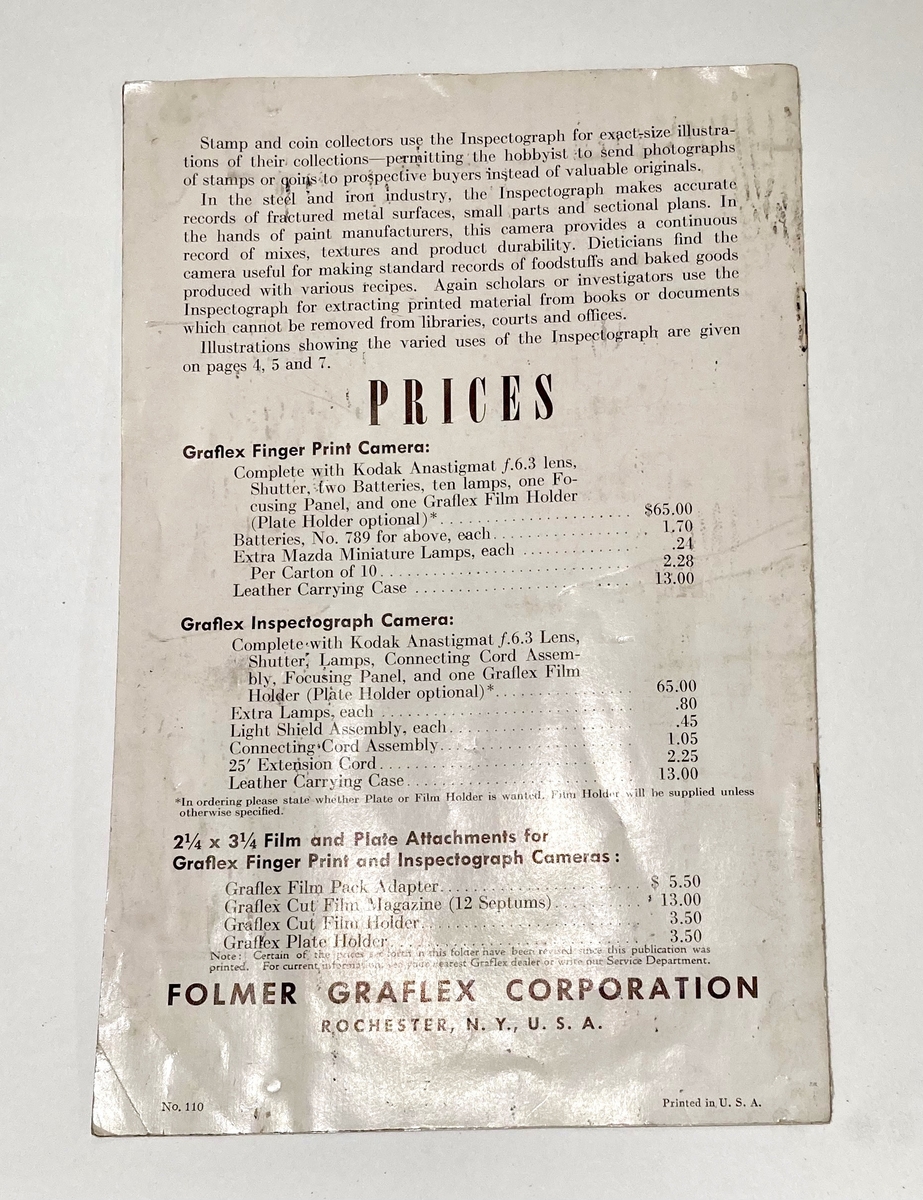 Stamp and coin collectors use the Inspectograph for exact-size illustra-
tions of their collections—permitting the hobbyist to send photographs
of stamps or coins to prospective buyers instead of valuable originals.
In the steel and iron industry, the Inspectograph makes accurate
records of fractured metal surfaces, small parts and sectional plans. In
the hands of paint manufacturers, this camera provides a continuous
record of mixes, textures and product durability. Dieticians find the
camera useful for making standard records of foodstuffs and baked goods
produced with various recipes. Again scholars or investigators use the
Inspectograph for extracting printed material from books or documents
which cannot be removed from libraries, courts and offices.
Illustrations showing the varied uses of the Inspectograph are given
on pages 4, 5 and 7.
PRICES
Graflex Finger Print Camera:
Complete with Kodak Anastigmat f.6.3 lens,
Shutter, two Batteries, ten lamps, one Fo-
cusing Panel, and one Graflex Film Holder
(Plate Holder optional)* $65.00
Batteries, No. 789 for above, each 1.70
Extra Mazda Miniature Lamps, each .24
Per Carton of 10 2.28
Leather Carrying Case 13.00
Graflex Inspectograph Camera:
Complete with Kodak Anastigmat f.6.3 Lens,
Shutter, Lamps, Connecting Cord Assem-
bly, Focusing Panel, and one Graflex Film
Holder (Plate Holder optional)* 65.00
Extra Lamps, each .80
Light Shield Assembly, each .45
Connecting Cord Assembly 1.05
25' Extension Cord 2.25
Leather Carrying Case 13.00
*In ordering please state whether Plate or Film Holder is wanted. Film Holder will be supplied unless
otherwise specified.
2¼ x 3¼ Film and Plate Attachments for
Graflex Finger Print and Inspectograph Cameras:
Graflex Film Pack Adapter $ 5.50
Graflex Cut Film Magazine (12 Septums) 13.00
Graflex Cut Film Holder 3.50
Graflex Plate Holder 3.50
Note: Certain of the prices set forth in this folder have been revised since this publication was
printed. For current information, see your nearest Graflex dealer or write our Service Department.
FOLMER GRAFLEX CORPORATION
ROCHESTER, N. Y., U. S. A.
No. 110
Printed in U. S. A.